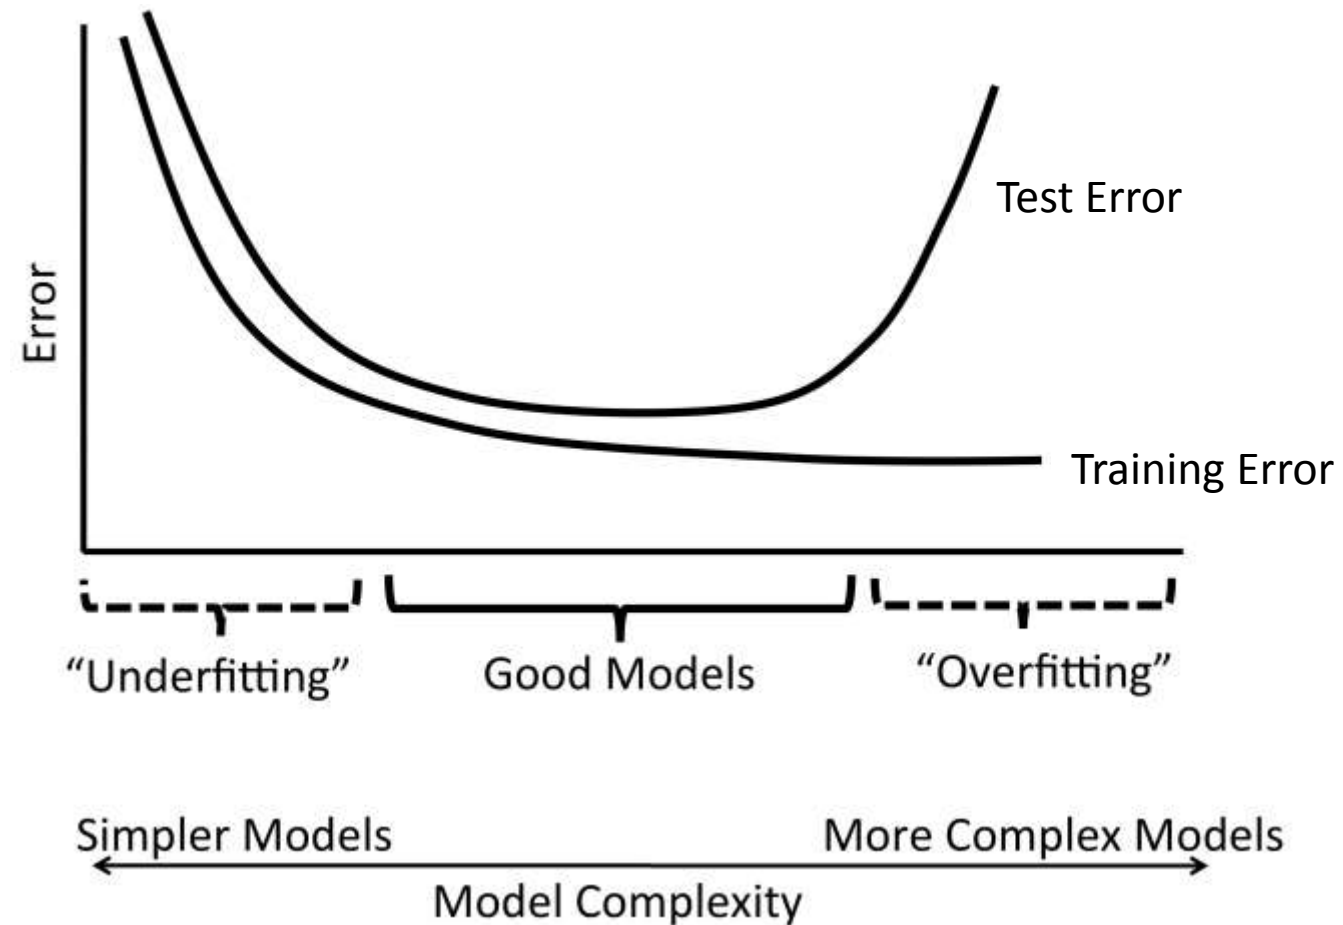 Test Error
Error
Training Error
“Underfitting”
Good Models
“Overfitting”
Simpler Models
More Complex Models
Model Complexity